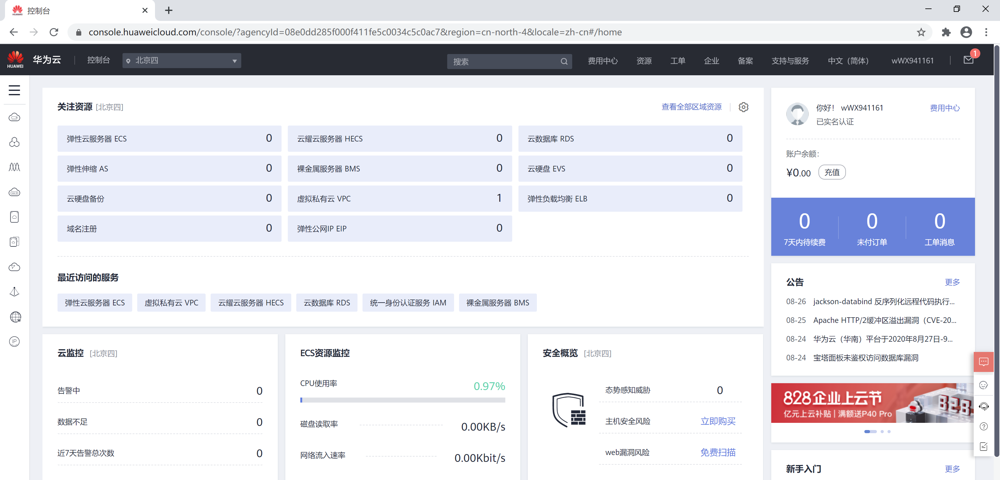 控制台
console.huaweicloud.com/console/?agencyId=08e0dd285f000f411fe5c0034c5c0ac7&region=cn-north-4&locale=zh-cn#/home
HUAWEI
华为云
控制台
北京四
搜索
费用中心
资源
工单
企业
备案
支持与服务
中文（简体）
wWX941161
1
关注资源 [北京四]
查看全部区域资源
弹性云服务器 ECS 0
云耀云服务器 HECS 0
云数据库 RDS 0
弹性伸缩 AS 0
裸金属服务器 BMS 0
云硬盘 EVS 0
云硬盘备份 0
虚拟私有云 VPC 1
弹性负载均衡 ELB 0
域名注册 0
弹性公网IP EIP 0
最近访问的服务
弹性云服务器 ECS
虚拟私有云 VPC
云耀云服务器 HECS
云数据库 RDS
统一身份认证服务 IAM
裸金属服务器 BMS
云监控 [北京四]
告警中 0
数据不足 0
近7天告警总次数 0
ECS资源监控
CPU使用率 0.97%
磁盘读取率 0.00KB/s
网络流入速率 0.00Kbit/s
安全概览 [北京四]
态势感知威胁 0
主机安全风险 立即购买
web漏洞风险 免费扫描
你好！ wWX941161
费用中心
已实名认证
账户余额：
¥0.00 充值
0 0 0
7天内待续费 未付订单 工单消息
公告 更多
08-26 jackson-databind 反序列化远程代码执行...
08-25 Apache HTTP/2缓冲区溢出漏洞（CVE-20...
08-24 华为云（华南）平台于2020年8月27日-9...
08-24 宝塔面板未鉴权访问数据库漏洞
828企业上云节
亿元上云补贴 | 满额送P40 Pro
828
新手入门 更多
W
IP